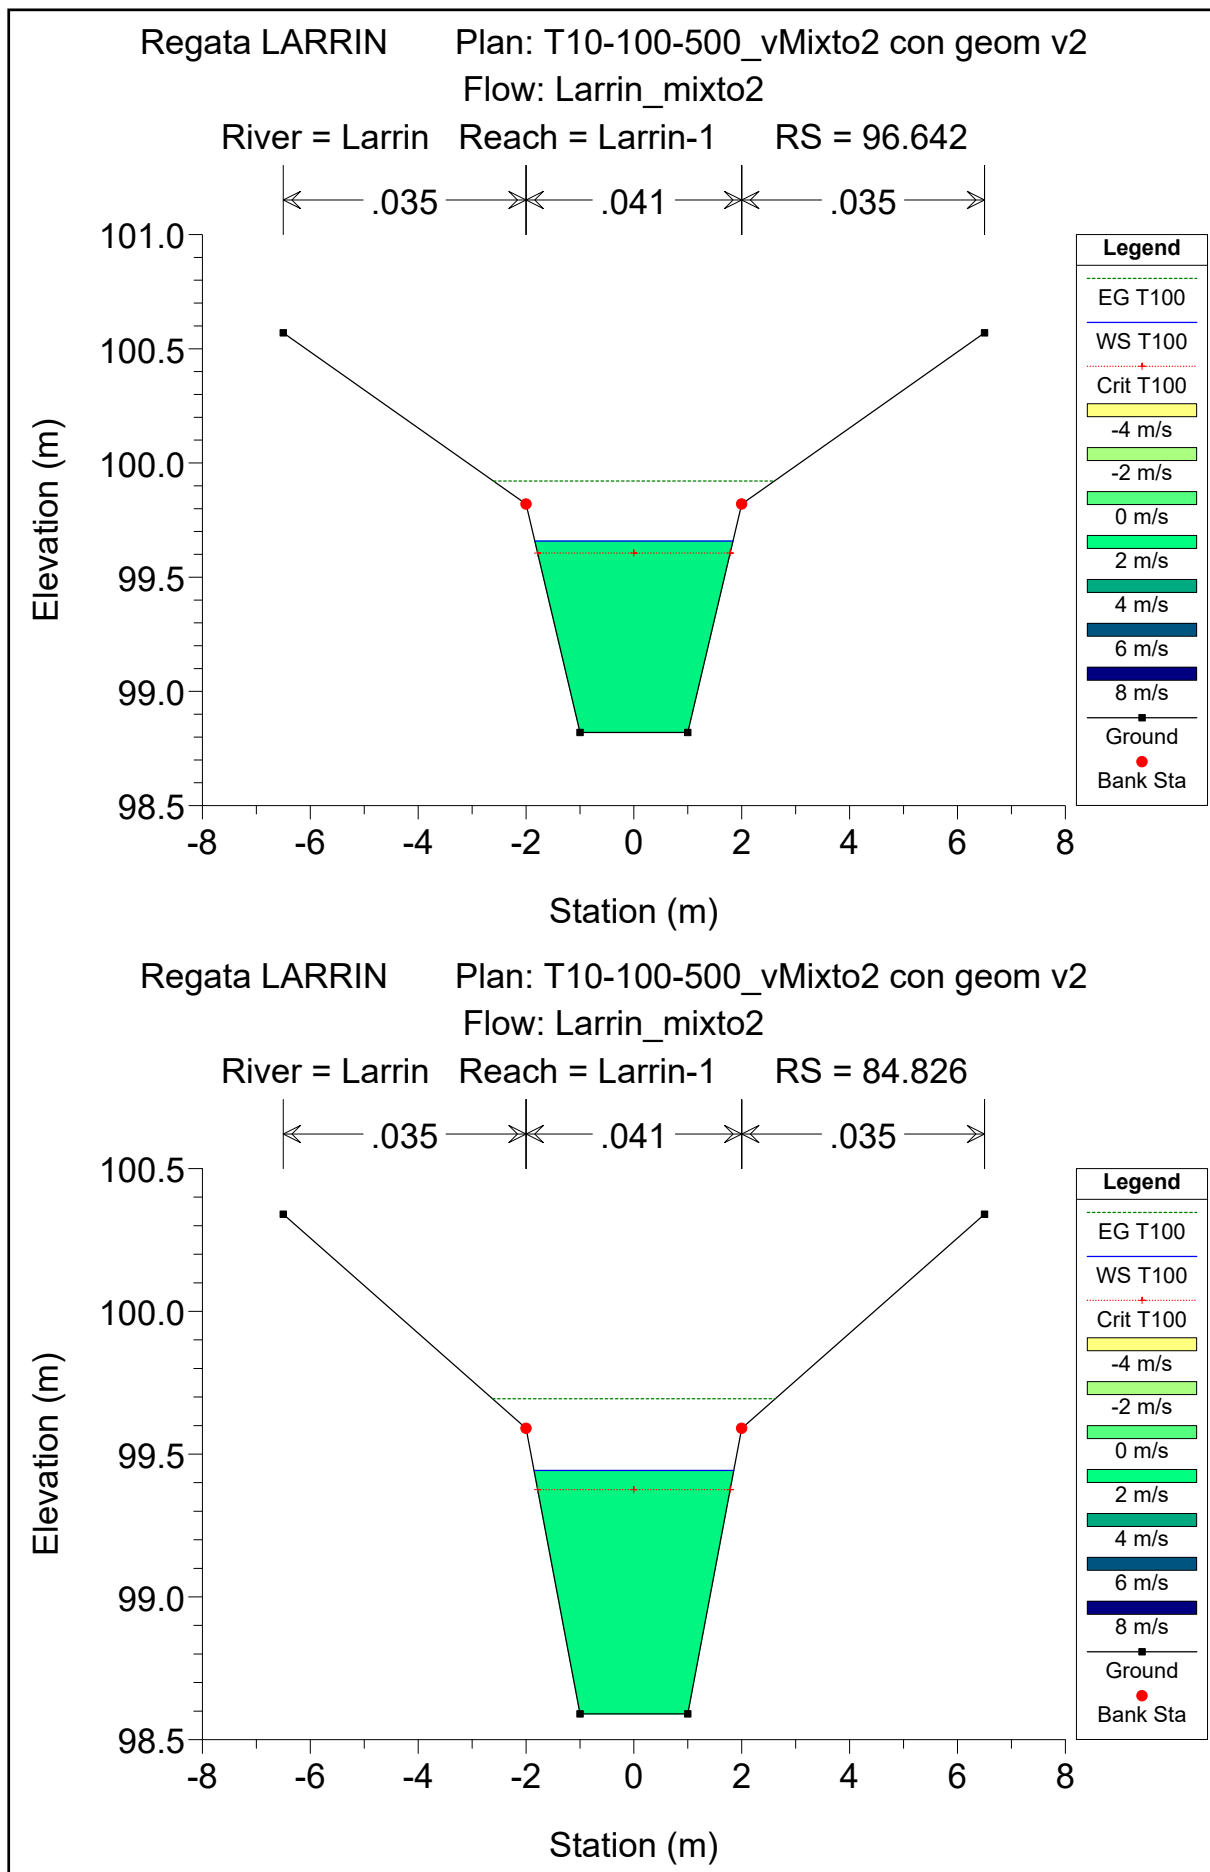 Regata LARRIN Plan: T10-100-500_vMixto2 con geom v2
Flow: Larrin_mixto2
River = Larrin Reach = Larrin-1 RS = 96.642
.035 .041 .035
101.0
100.5
100.0
99.5
99.0
98.5
Elevation (m)
-8 -6 -4 -2 0 2 4 6 8
Station (m)
Legend
EG T100
WS T100
Crit T100
-4 m/s
-2 m/s
0 m/s
2 m/s
4 m/s
6 m/s
8 m/s
Ground
Bank Sta
Regata LARRIN Plan: T10-100-500_vMixto2 con geom v2
Flow: Larrin_mixto2
River = Larrin Reach = Larrin-1 RS = 84.826
.035 .041 .035
100.5
100.0
99.5
99.0
98.5
Elevation (m)
-8 -6 -4 -2 0 2 4 6 8
Station (m)
Legend
EG T100
WS T100
Crit T100
-4 m/s
-2 m/s
0 m/s
2 m/s
4 m/s
6 m/s
8 m/s
Ground
Bank Sta